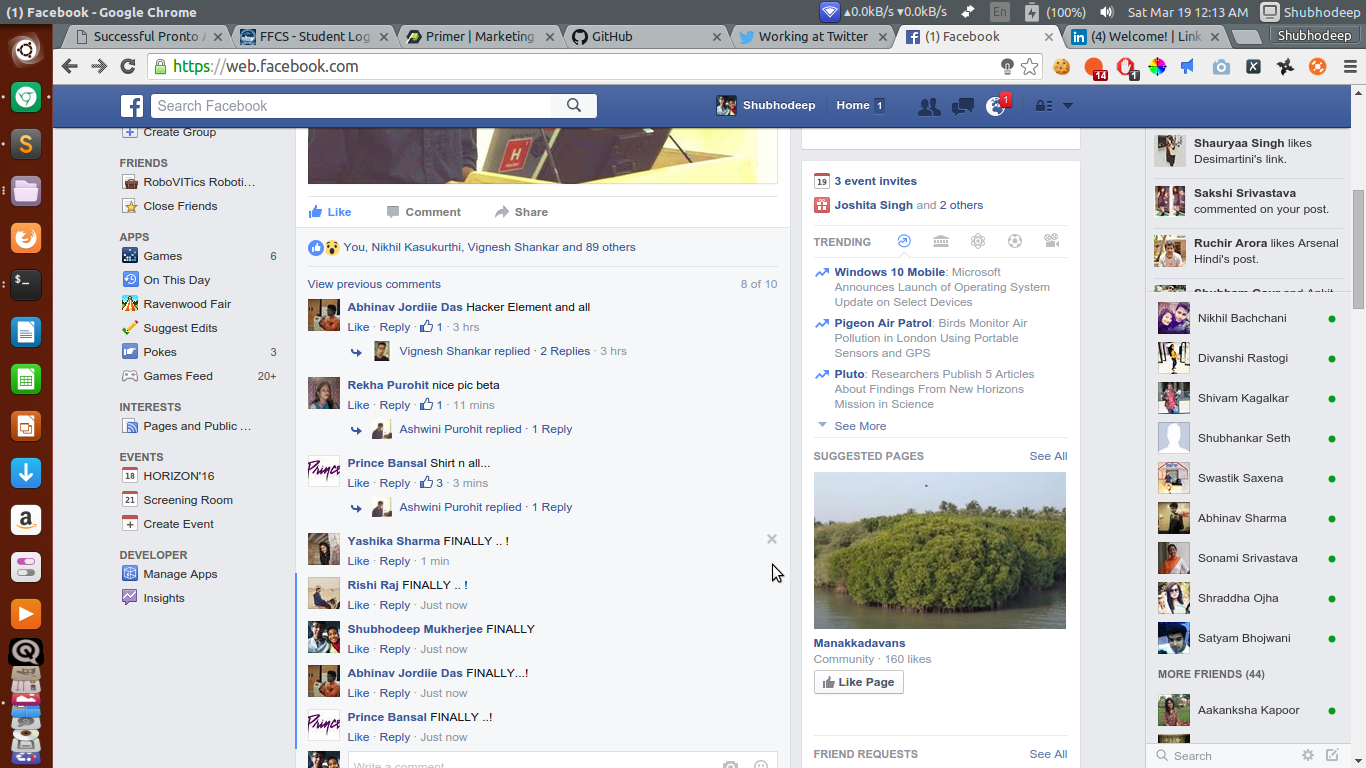 (1) Facebook - Google Chrome
▲0.0kB/s ▼0.0kB/s
En
(100%)
Sat Mar 19 12:13 AM
Shubhodeep
Successful Pronto A
FFCS - Student Log
Primer | Marketing
GitHub
Working at Twitter
(1) Facebook
(4) Welcome! | Link
Shubhodeep
https://web.facebook.com
14
1
Search Facebook
Shubhodeep
Home 1
1
Create Group
FRIENDS
RoboVITics Roboti...
Close Friends
APPS
Games 6
On This Day
Ravenwood Fair
Suggest Edits
Pokes 3
Games Feed 20+
INTERESTS
Pages and Public ...
EVENTS
18 HORIZON'16
21 Screening Room
Create Event
DEVELOPER
Manage Apps
Insights
H
Like Comment Share
You, Nikhil Kasukurthi, Vignesh Shankar and 89 others
View previous comments 8 of 10
Abhinav Jordiie Das Hacker Element and all
Like · Reply · 1 · 3 hrs
Vignesh Shankar replied · 2 Replies · 3 hrs
Rekha Purohit nice pic beta
Like · Reply · 1 · 11 mins
Ashwini Purohit replied · 1 Reply
Prince
Prince Bansal Shirt n all...
Like · Reply · 3 · 3 mins
Ashwini Purohit replied · 1 Reply
Yashika Sharma FINALLY .. !
Like · Reply · 1 min
Rishi Raj FINALLY .. !
Like · Reply · Just now
Shubhodeep Mukherjee FINALLY
Like · Reply · Just now
Abhinav Jordiie Das FINALLY...!
Like · Reply · Just now
Prince
Prince Bansal FINALLY ..!
Like · Reply · Just now
Write a comment...
19 3 event invites
Joshita Singh and 2 others
TRENDING
Windows 10 Mobile: Microsoft
Announces Launch of Operating System
Update on Select Devices
Pigeon Air Patrol: Birds Monitor Air
Pollution in London Using Portable
Sensors and GPS
Pluto: Researchers Publish 5 Articles
About Findings From New Horizons
Mission in Science
See More
SUGGESTED PAGES See All
Manakkadavans
Community · 160 likes
Like Page
FRIEND REQUESTS See All
Shauryaa Singh likes
Desimartini's link.
Sakshi Srivastava
commented on your post.
Ruchir Arora likes Arsenal
Hindi's post.
Nikhil Bachchani
Divanshi Rastogi
Shivam Kagalkar
Shubhankar Seth
Swastik Saxena
Abhinav Sharma
Sonami Srivastava
Shraddha Ojha
Satyam Bhojwani
MORE FRIENDS (44)
Aakanksha Kapoor
Search